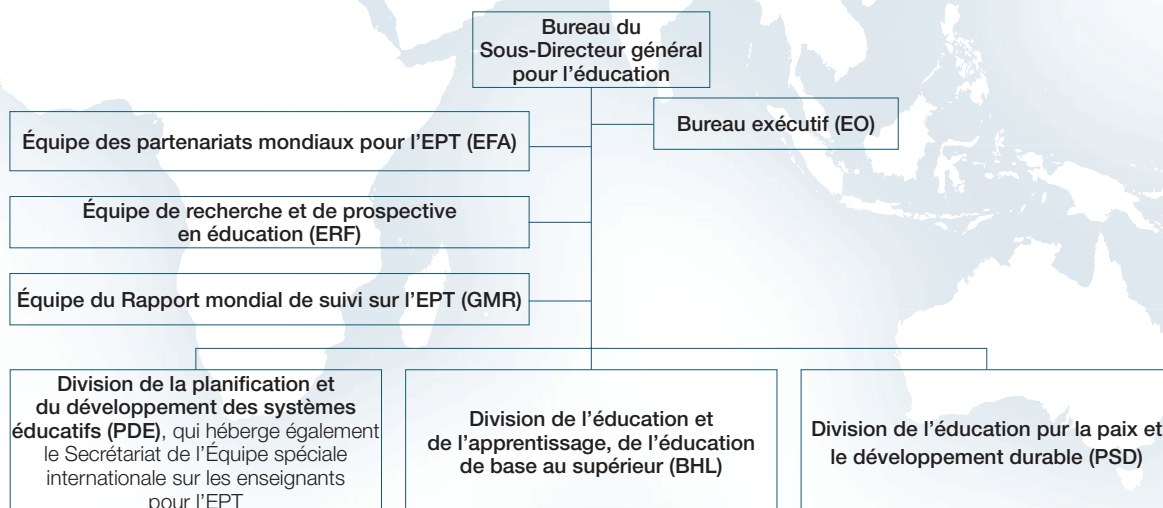 Bureau du
Sous-Directeur général
pour l’éducation
Bureau exécutif (EO)
Équipe des partenariats mondiaux pour l’EPT (EFA)
Équipe de recherche et de prospective
en éducation (ERF)
Équipe du Rapport mondial de suivi sur l’EPT (GMR)
Division de la planification et
du développement des systèmes
éducatifs (PDE), qui héberge également
le Secrétariat de l’Équipe spéciale
internationale sur les enseignants
pour l’EPT
Division de l’éducation et
de l’apprentissage, de l’éducation
de base au supérieur (BHL)
Division de l’éducation pur la paix et
le développement durable (PSD)